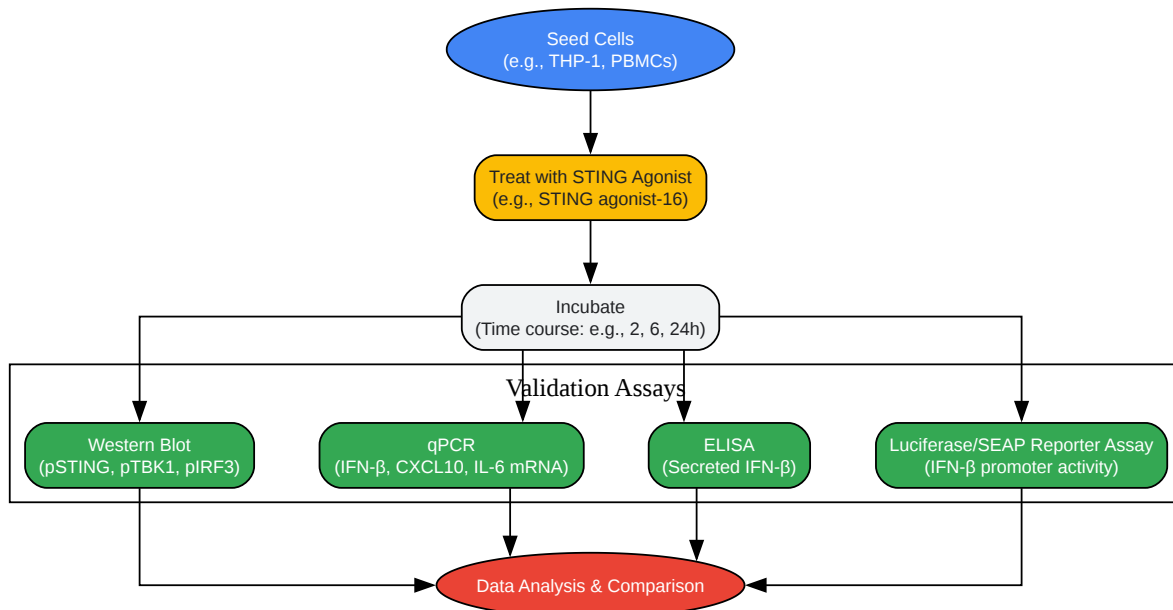 Seed Cells
(e.g., THP-1, PBMCs)
Treat with STING Agonist
(e.g., STING agonist-16)
Incubate
(Time course: e.g., 2, 6, 24h)
Validation Assays
Western Blot
(pSTING, pTBK1, pIRF3)
qPCR
(IFN-β, CXCL10, IL-6 mRNA)
ELISA
(Secreted IFN-β)
Luciferase/SEAP Reporter Assay
(IFN-β promoter activity)
Data Analysis & Comparison